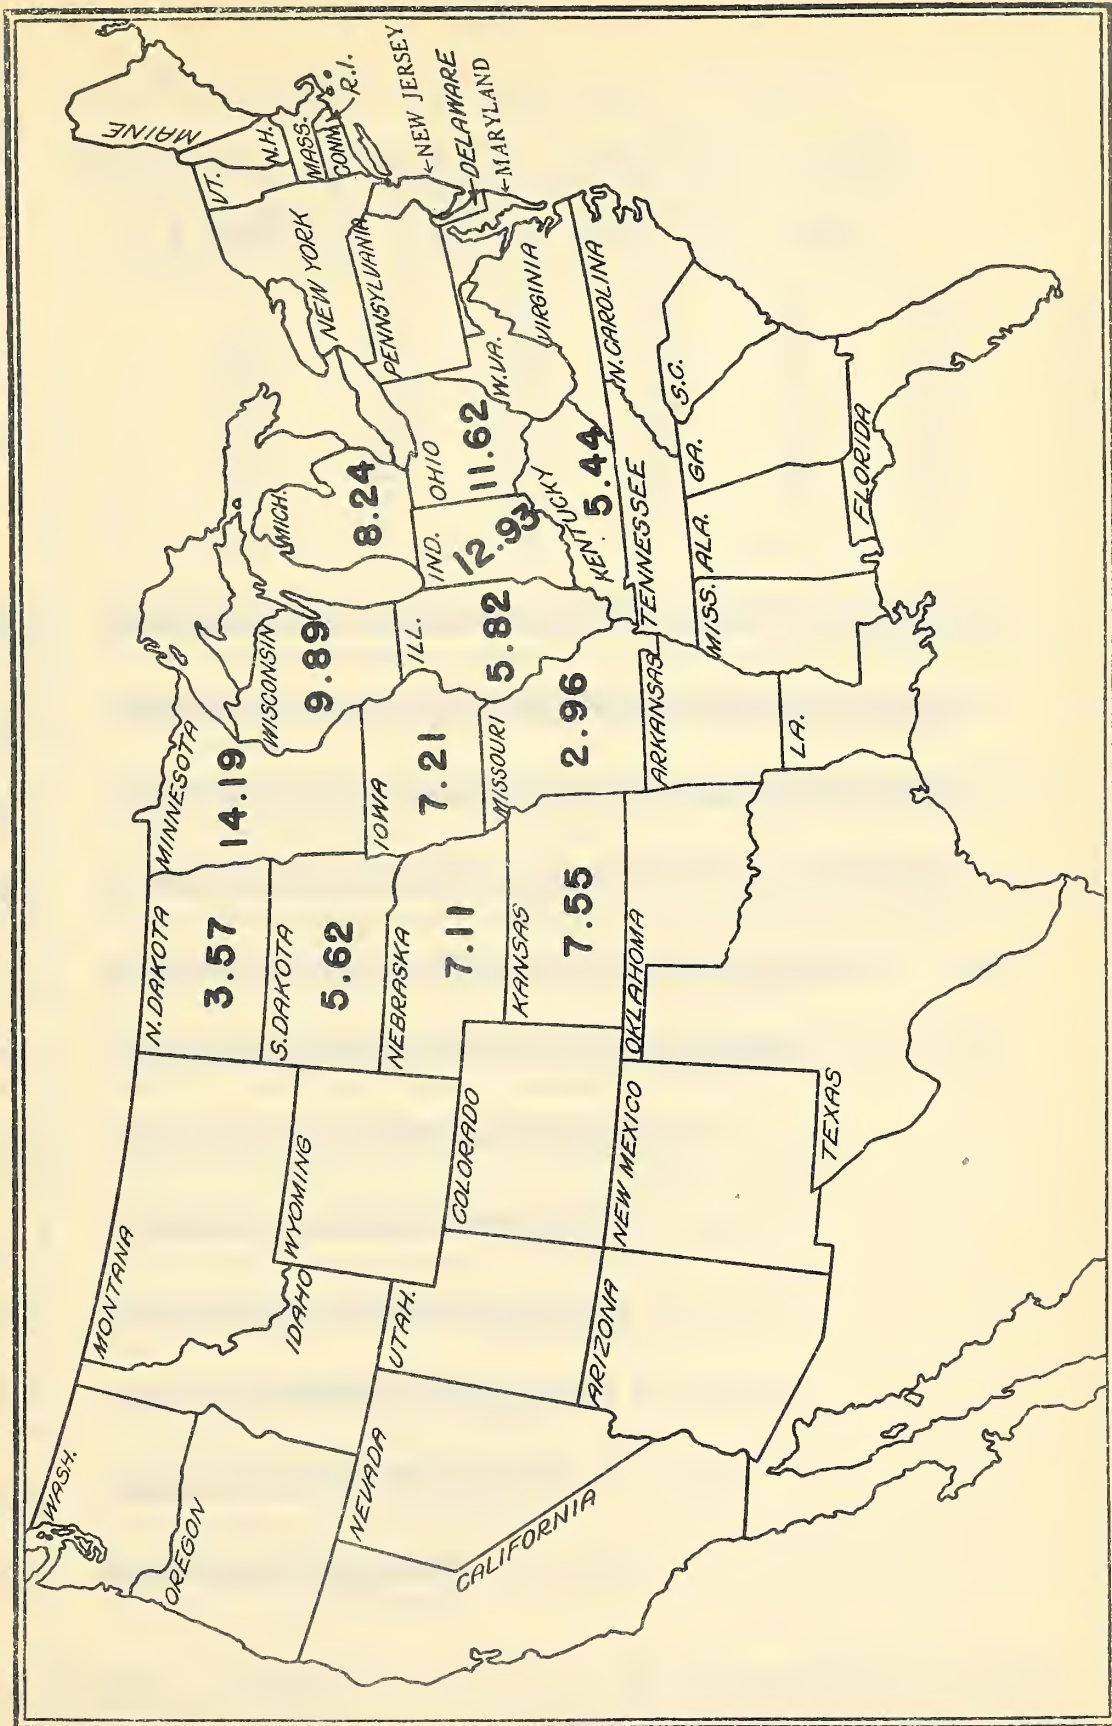 WASH.
OREGON
CALIFORNIA
NEVADA
IDAHO
MONTANA
WYOMING
UTAH.
ARIZONA
COLORADO
NEW MEXICO
N.DAKOTA
3.57
S.DAKOTA
5.62
NEBRASKA
7.11
KANSAS
7.55
OKLAHOMA
TEXAS
MINNESOTA
14.19
IOWA
7.21
MISSOURI
2.96
ARKANSAS
LA.
WISCONSIN
9.89
ILL.
5.82
MICH.
8.24
IND.
12.93
OHIO
11.62
KENTUCKY
5.44
TENNESSEE
MISS.
ALA.
GA.
FLORIDA
S.C.
N.CAROLINA
VIRGINIA
W.VA.
PENNSYLVANIA
NEW YORK
VT.
N.H.
MAINE
MASS.
CONN.
R.I.
←NEW JERSEY
←DELAWARE
←MARYLAND